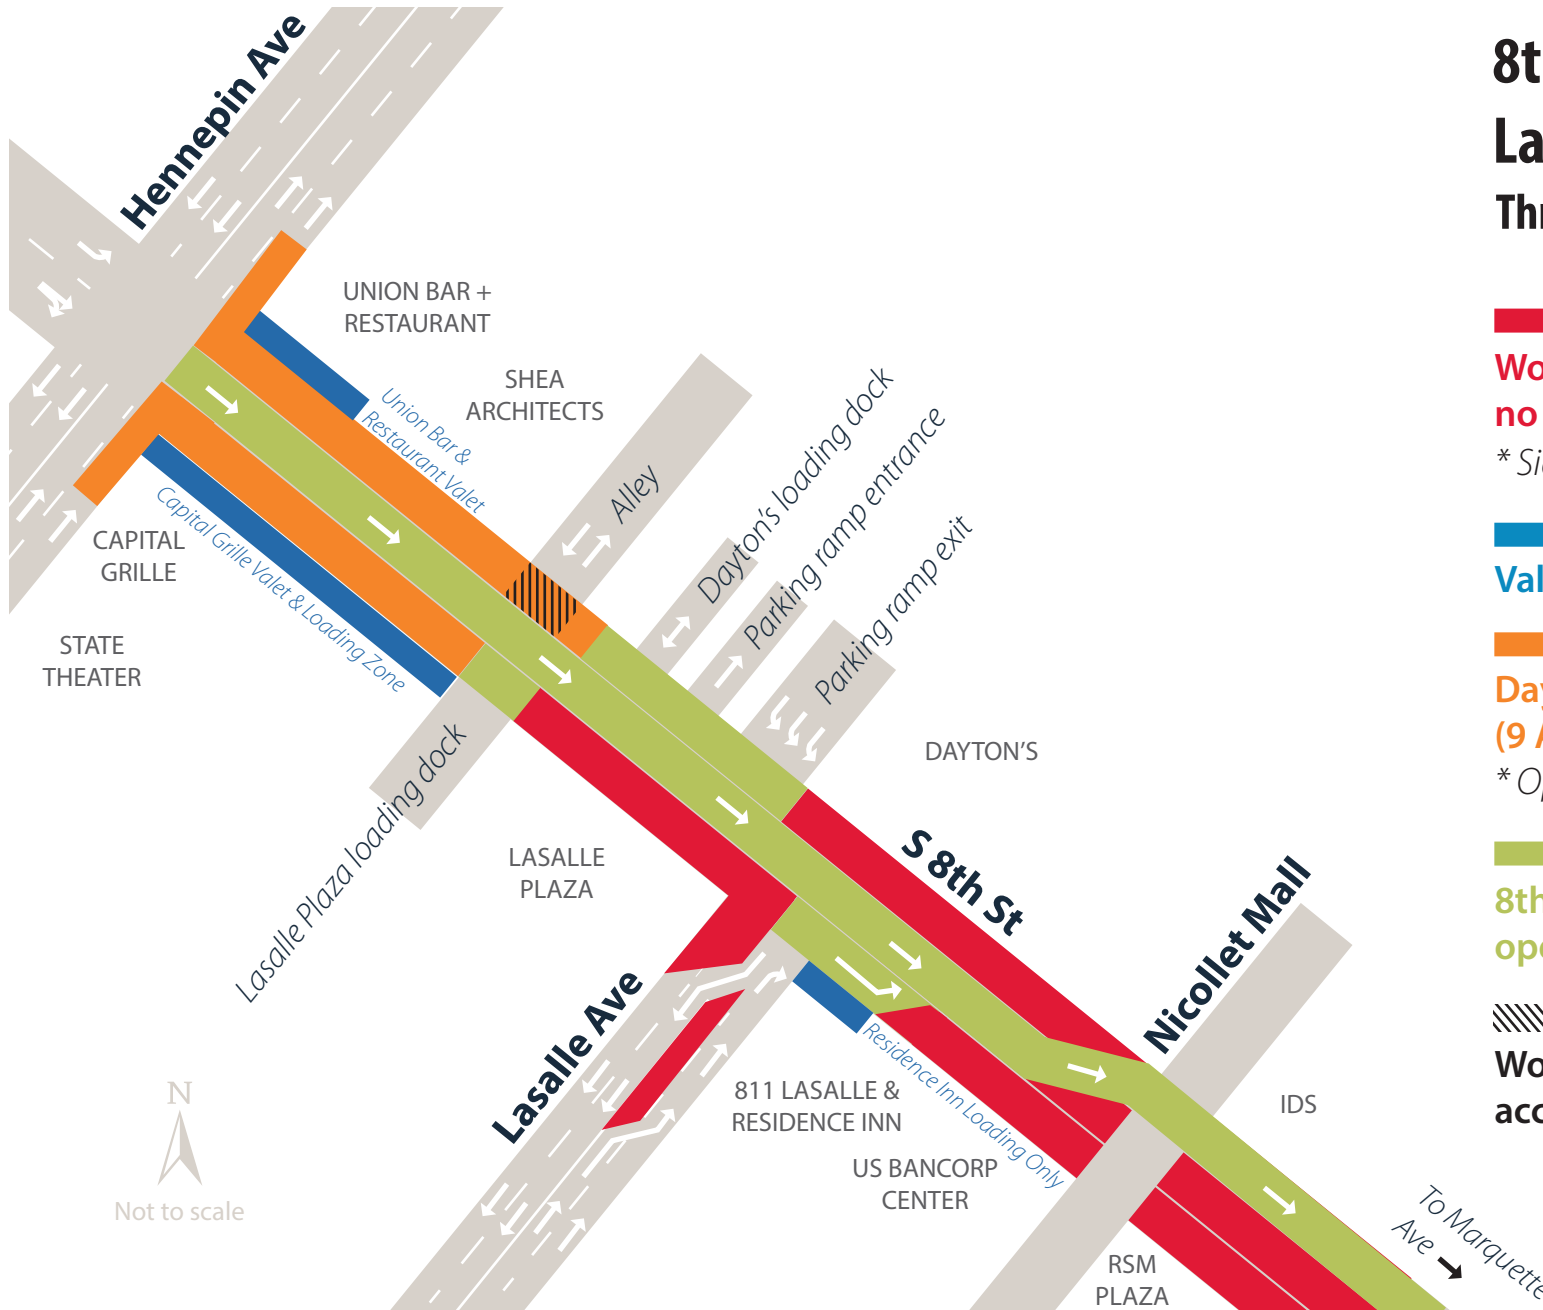 Hennepin Ave
UNION BAR +
RESTAURANT
SHEA
ARCHITECTS
Union Bar &
Restaurant Valet
Alley
Dayton's loading dock
Parking ramp entrance
Parking ramp exit
CAPITAL
GRILLE
Capital Grille Valet & Loading Zone
STATE
THEATER
Lasalle Plaza loading dock
LASALLE
PLAZA
DAYTON'S
S 8th St
Nicollet Mall
Lasalle Ave
811 LASALLE &
RESIDENCE INN
Residence Inn Loading Only
US BANCORP
CENTER
IDS
RSM
PLAZA
To Marquette
Ave
N
Not to scale
8t
La
Thr
Wo
no
* Si
Val
Day
(9 A
* Op
8th
ope
Wo
acc